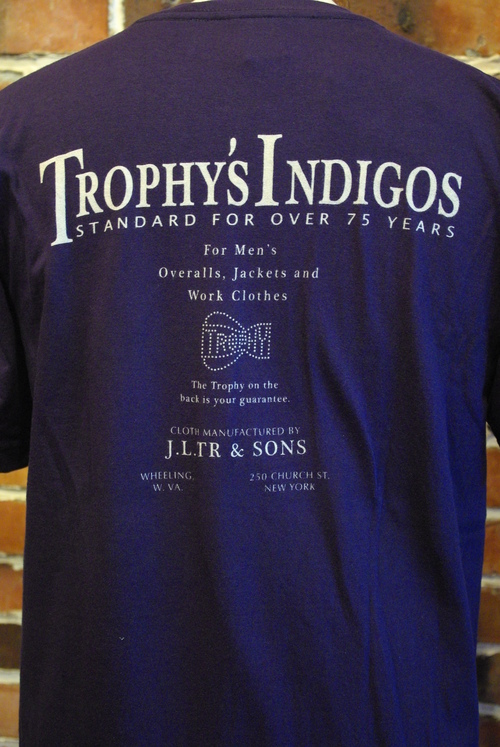 TROPHY'S INDIGOS
STANDARD FOR OVER 75 YEARS
For Men's
Overalls, Jackets and
Work Clothes
TROPHY
The Trophy on the
back is your guarantee.
CLOTH MANUFACTURED BY
J.L.TR & SONS
WHEELING,
W. VA.
250 CHURCH ST.
NEW YORK